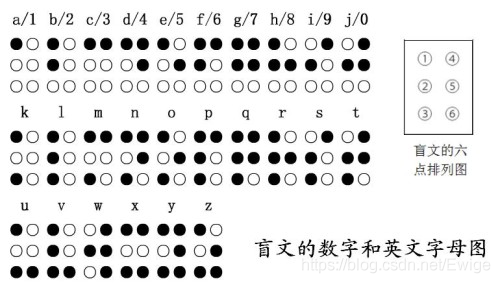 a/1 b/2 c/3 d/4 e/5 f/6 g/7 h/8 i/9 j/0
① ④
② ⑤
③ ⑥
盲文的六
点排列图
k l m n o p q r s t
u v w x y z
盲文的数字和英文字母图
https://blog.csdn.net/Ewige